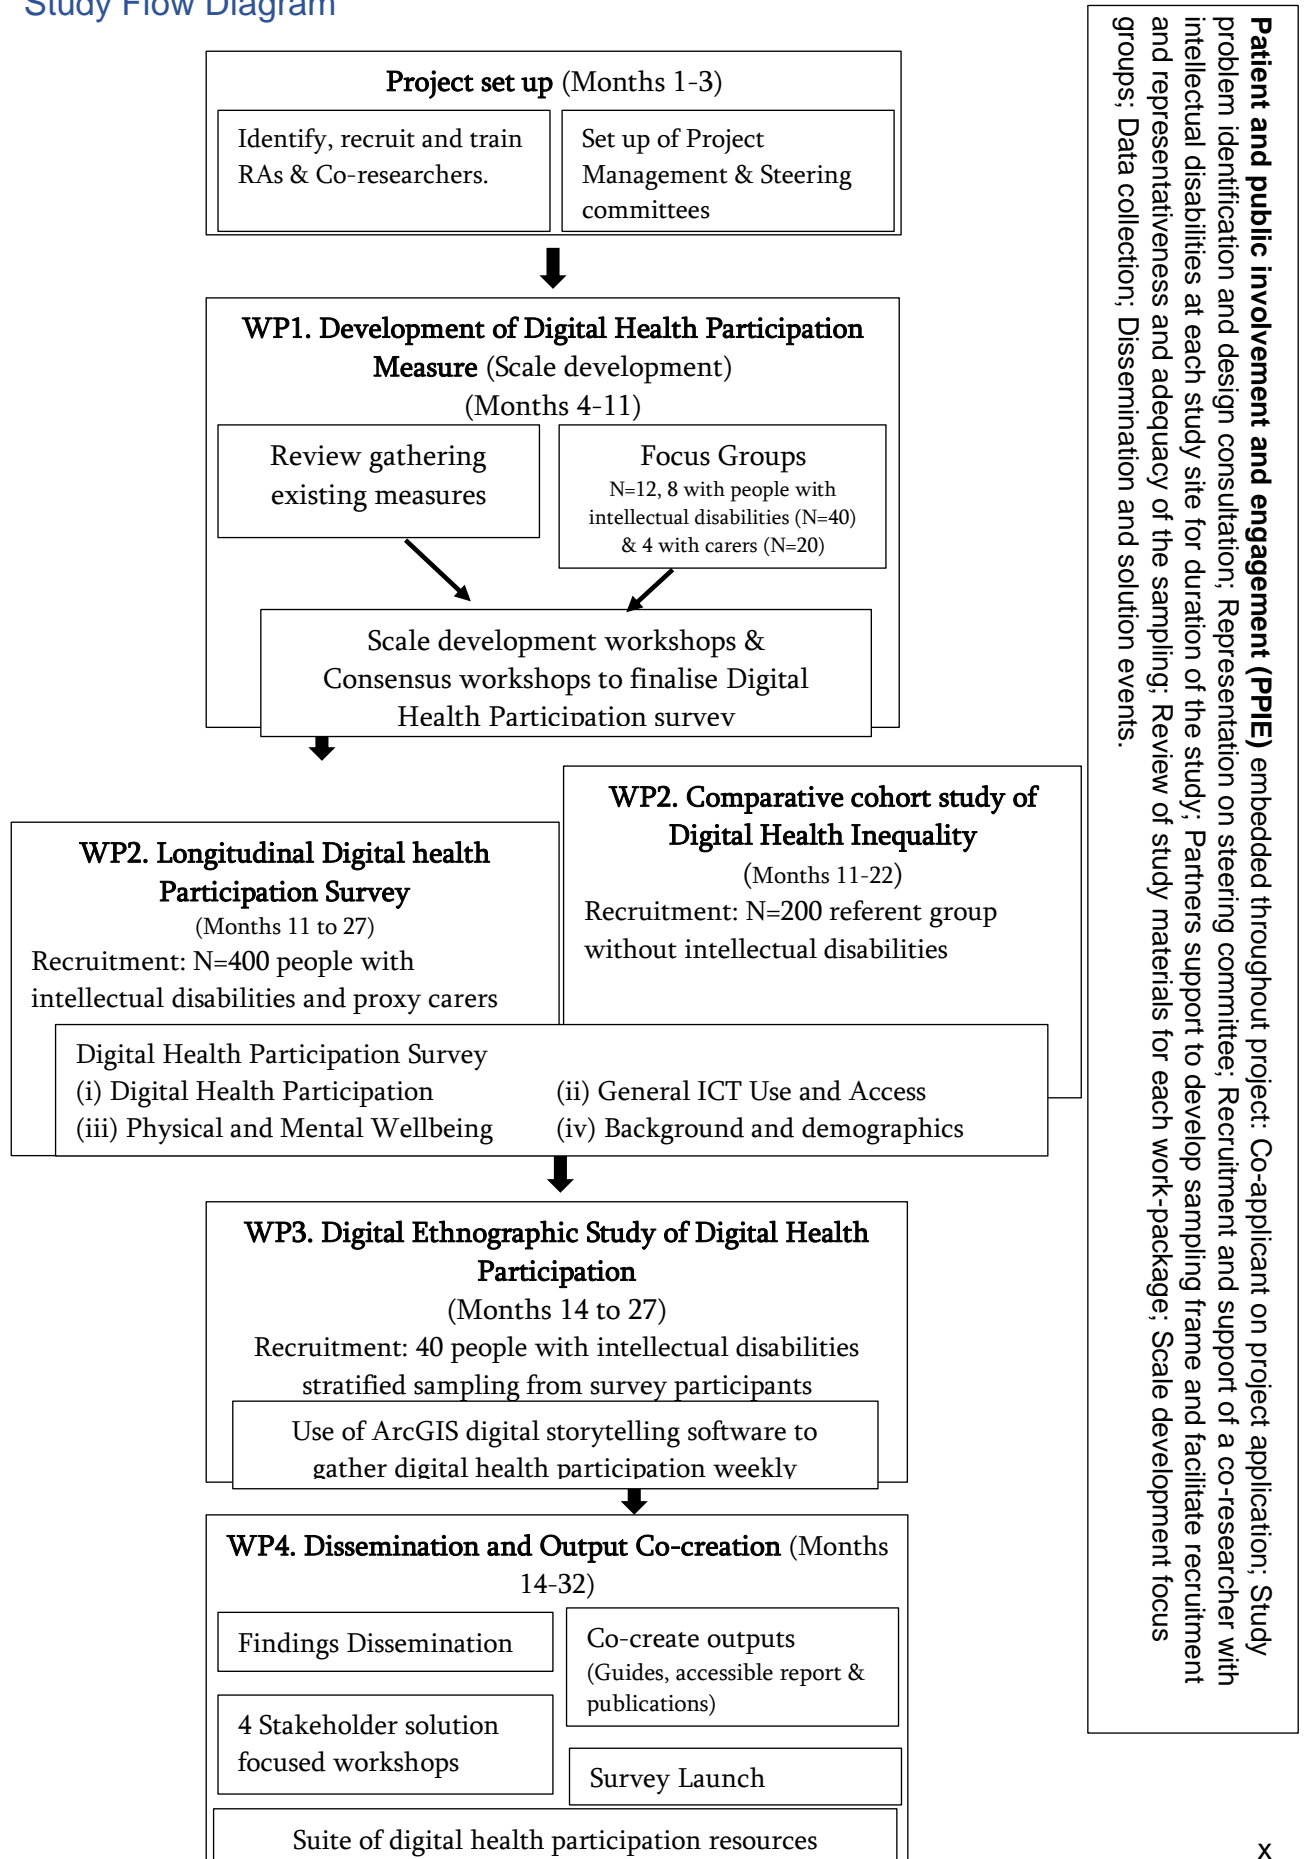 Study Flow Diagram
Project set up (Months 1-3)
Identify, recruit and train
RAs & Co-researchers.
Set up of Project
Management & Steering
committees
WP1. Development of Digital Health Participation
Measure (Scale development)
(Months 4-11)
Review gathering
existing measures
Focus Groups
N=12, 8 with people with
intellectual disabilities (N=40)
& 4 with carers (N=20)
Scale development workshops &
Consensus workshops to finalise Digital
Health Participation survey
WP2. Longitudinal Digital health
Participation Survey
(Months 11 to 27)
Recruitment: N=400 people with
intellectual disabilities and proxy carers
WP2. Comparative cohort study of
Digital Health Inequality
(Months 11-22)
Recruitment: N=200 referent group
without intellectual disabilities
Digital Health Participation Survey
(i) Digital Health Participation (ii) General ICT Use and Access
(iii) Physical and Mental Wellbeing (iv) Background and demographics
WP3. Digital Ethnographic Study of Digital Health
Participation
(Months 14 to 27)
Recruitment: 40 people with intellectual disabilities
stratified sampling from survey participants
Use of ArcGIS digital storytelling software to
gather digital health participation weekly
WP4. Dissemination and Output Co-creation (Months
14-32)
Findings Dissemination
Co-create outputs
(Guides, accessible report &
publications)
4 Stakeholder solution
focused workshops
Survey Launch
Suite of digital health participation resources
Patient and public involvement and engagement (PPIE) embedded throughout project: Co-applicant on project application; Study
problem identification and design consultation; Representation on steering committee; Recruitment and support of a co-researcher with
intellectual disabilities at each study site for duration of the study; Partners support to develop sampling frame and facilitate recruitment
and representativeness and adequacy of the sampling; Review of study materials for each work-package; Scale development focus
groups; Data collection; Dissemination and solution events.
x